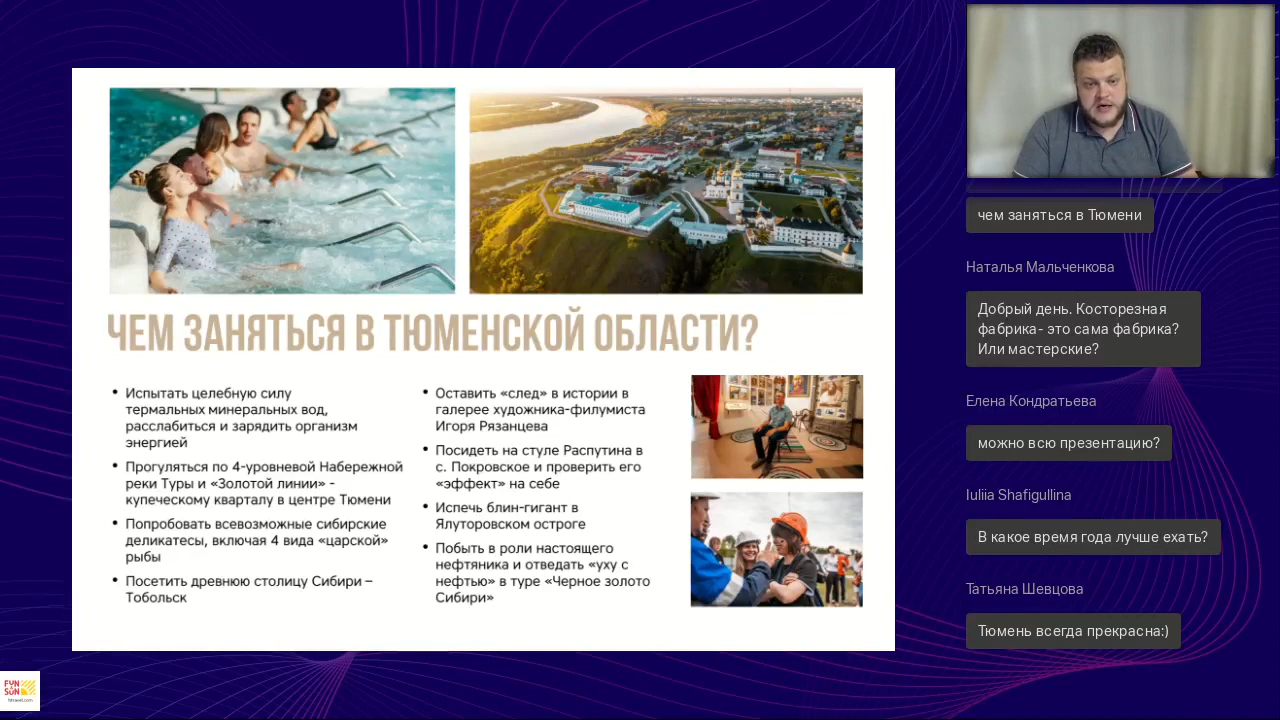 ЧЕМ ЗАНЯТЬСЯ В ТЮМЕНСКОЙ ОБЛАСТИ?
• Испытать целебную силу
термальных минеральных вод,
расслабиться и зарядить организм
энергией
• Прогуляться по 4-уровневой Набережной
реки Туры и «Золотой линии» -
купеческому кварталу в центре Тюмени
• Попробовать всевозможные сибирские
деликатесы, включая 4 вида «царской»
рыбы
• Посетить древнюю столицу Сибири –
Тобольск
• Оставить «след» в истории в
галерее художника-филумиста
Игоря Рязанцева
• Посидеть на стуле Распутина в
с. Покровское и проверить его
«эффект» на себе
• Испечь блин-гигант в
Ялуторовском остроге
• Побыть в роли настоящего
нефтяника и отведать «уху с
нефтью» в туре «Черное золото
Сибири»
чем заняться в Тюмени
Наталья Мальченкова
Добрый день. Косторезная
фабрика- это сама фабрика?
Или мастерские?
Елена Кондратьева
можно всю презентацию?
Iuliia Shafigullina
В какое время года лучше ехать?
Татьяна Шевцова
Тюмень всегда прекрасна:)
FUN
SUN